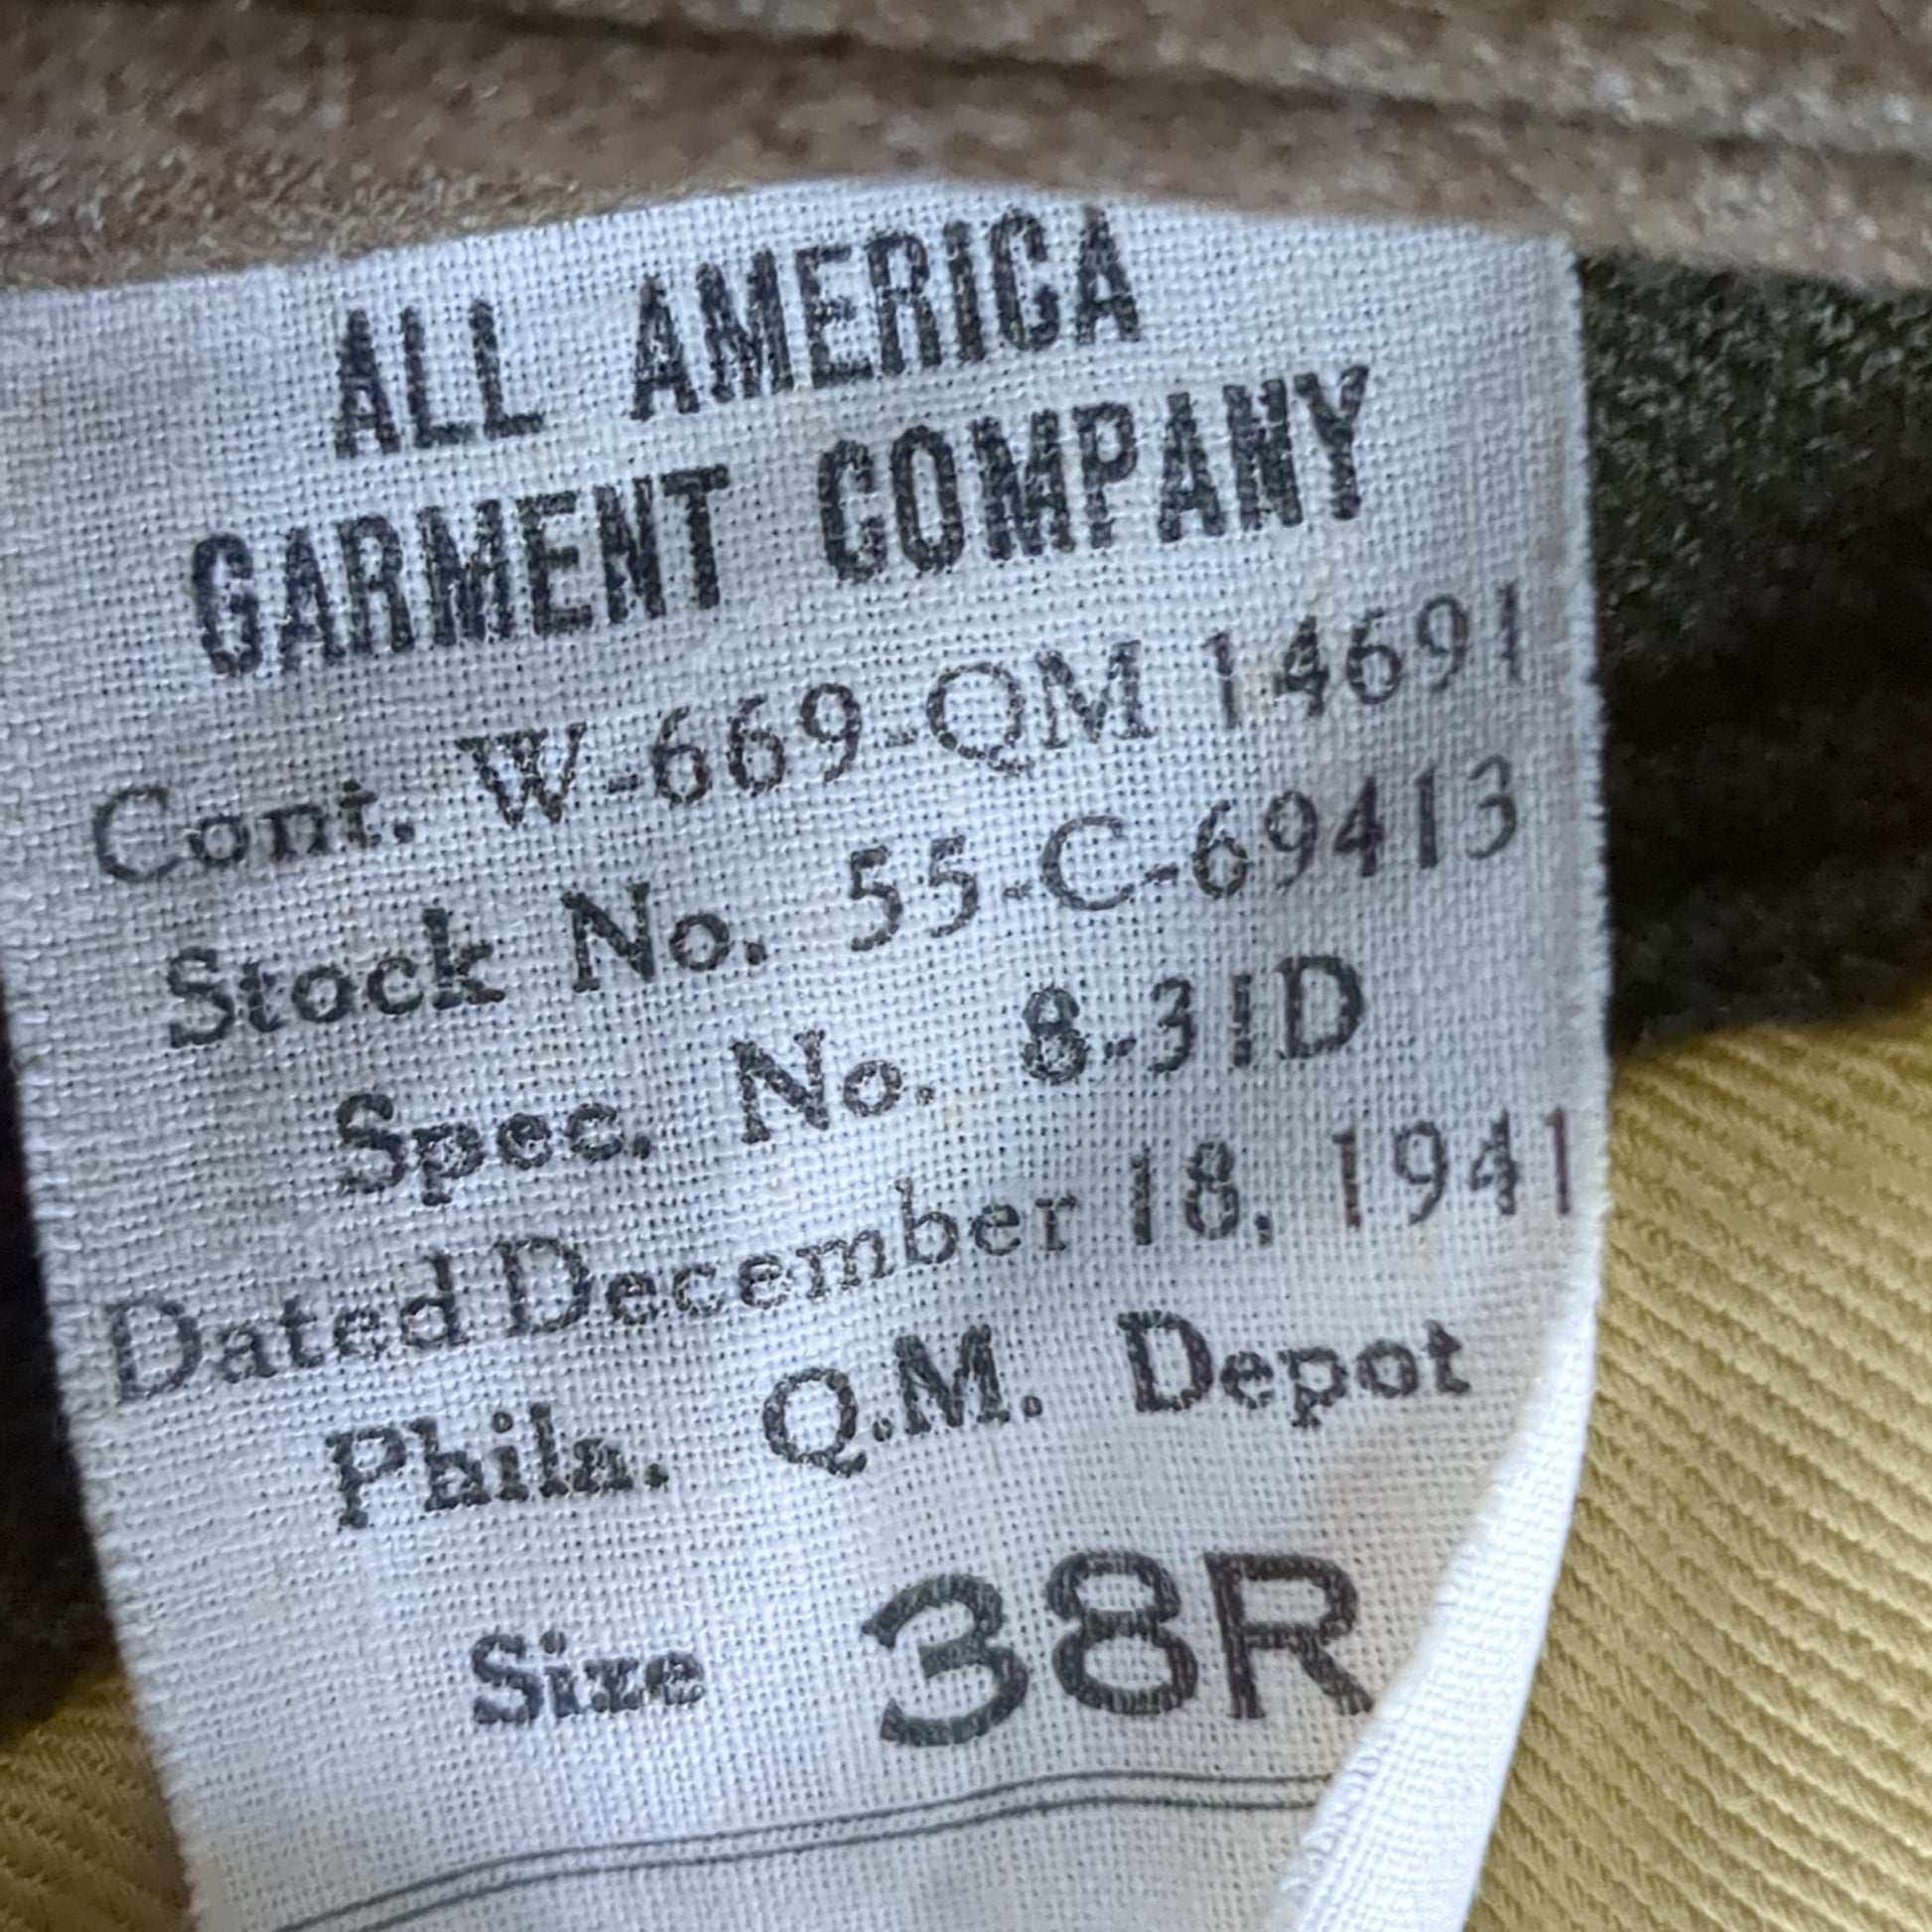 ALL AMERICA
GARMENT COMPANY
Cont. W-669-QM 14691
Stock No. 55-C-69413
Spec. No. 8-31D
Dated December 18, 1941
Phila. Q.M. Depot
Size 38R